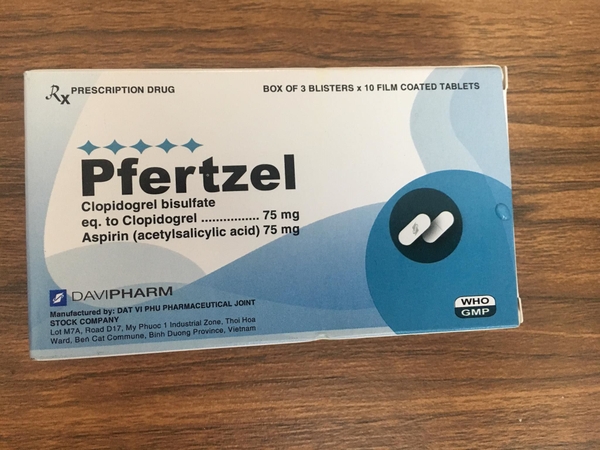 Rx PRESCRIPTION DRUG
BOX OF 3 BLISTERS x 10 FILM COATED TABLETS
Pfertzel
Clopidogrel bisulfate
eq. to Clopidogrel ................ 75 mg
Aspirin (acetylsalicylic acid) 75 mg
DAVIPHARM
Manufactured by: DAT VI PHU PHARMACEUTICAL JOINT
STOCK COMPANY
Lot M7A, Road D17, My Phuoc 1 Industrial Zone, Thoi Hoa
Ward, Ben Cat Commune, Binh Duong Province, Vietnam
WHO
GMP